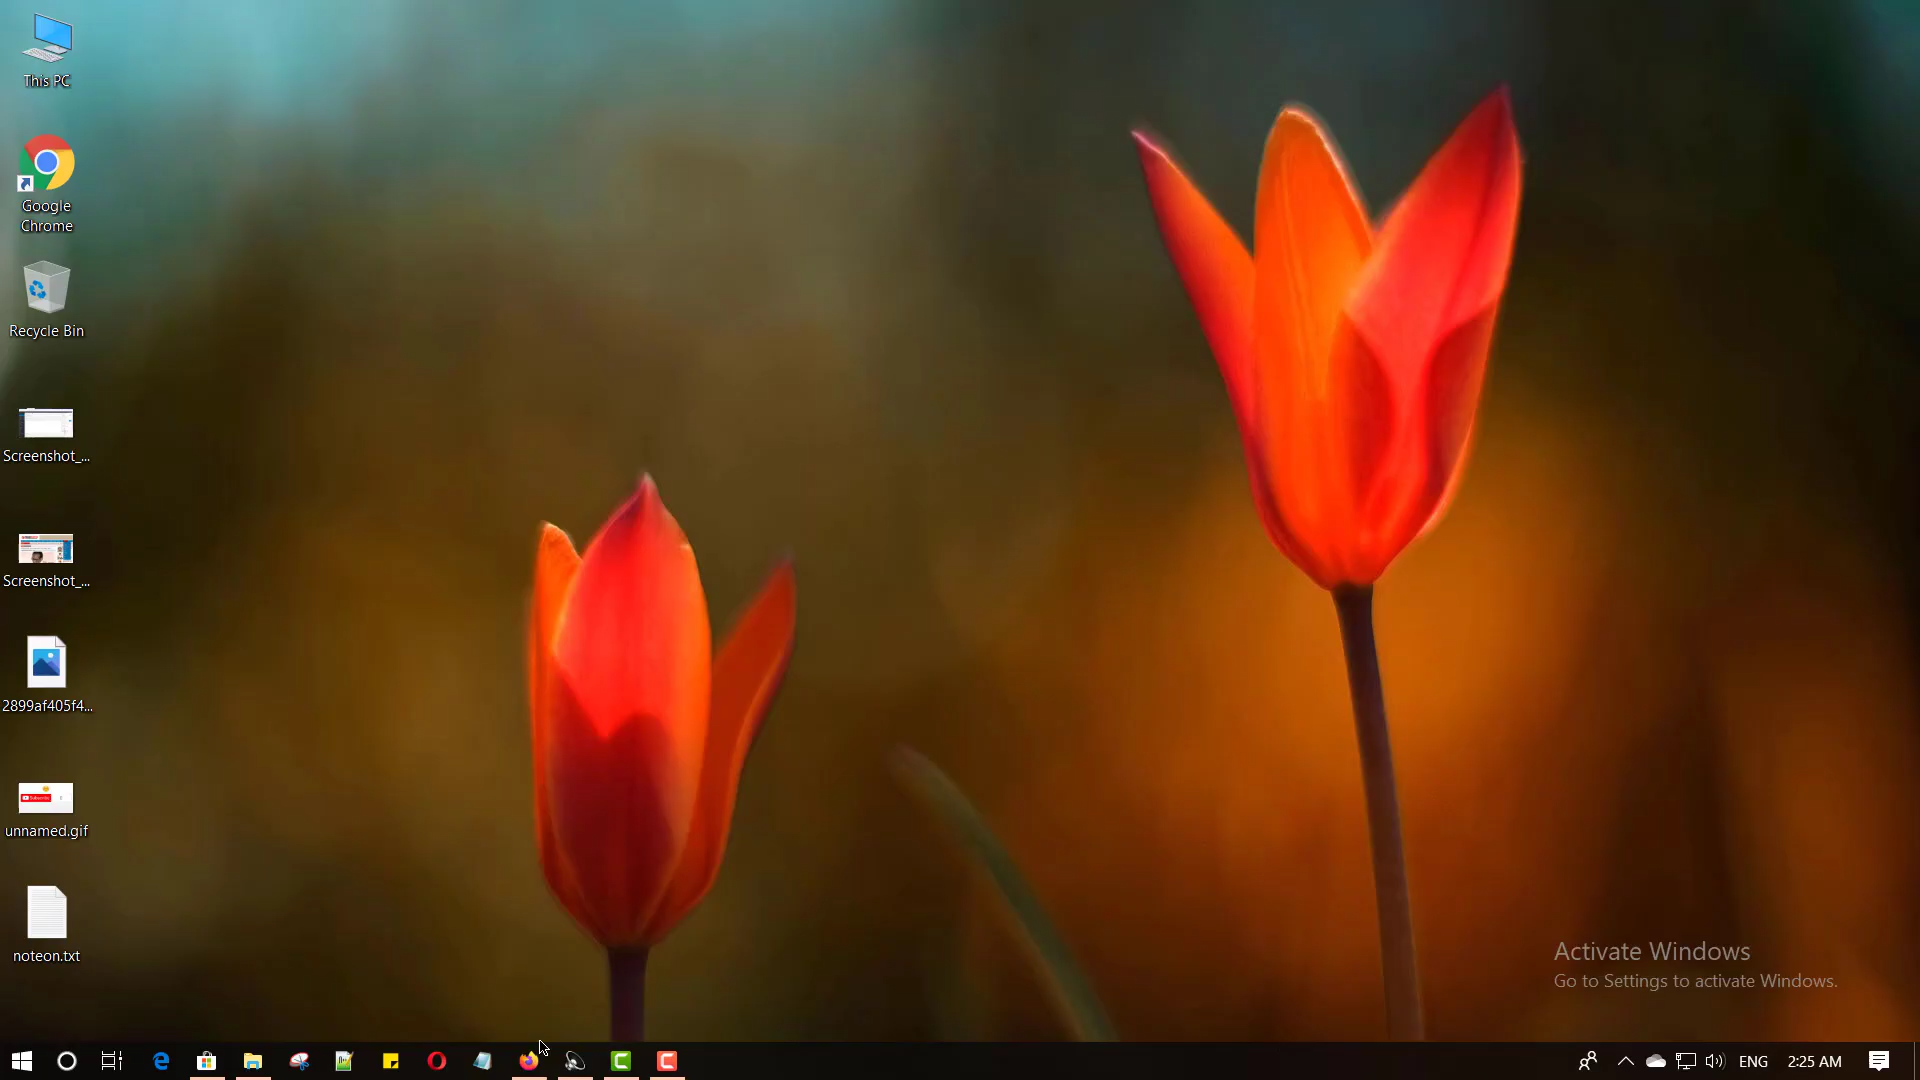 This PC
Google
Chrome
Recycle Bin
Screenshot_...
Screenshot_...
2899af405f4...
unnamed.gif
noteon.txt
Activate Windows
Go to Settings to activate Windows.
ENG
2:25 AM